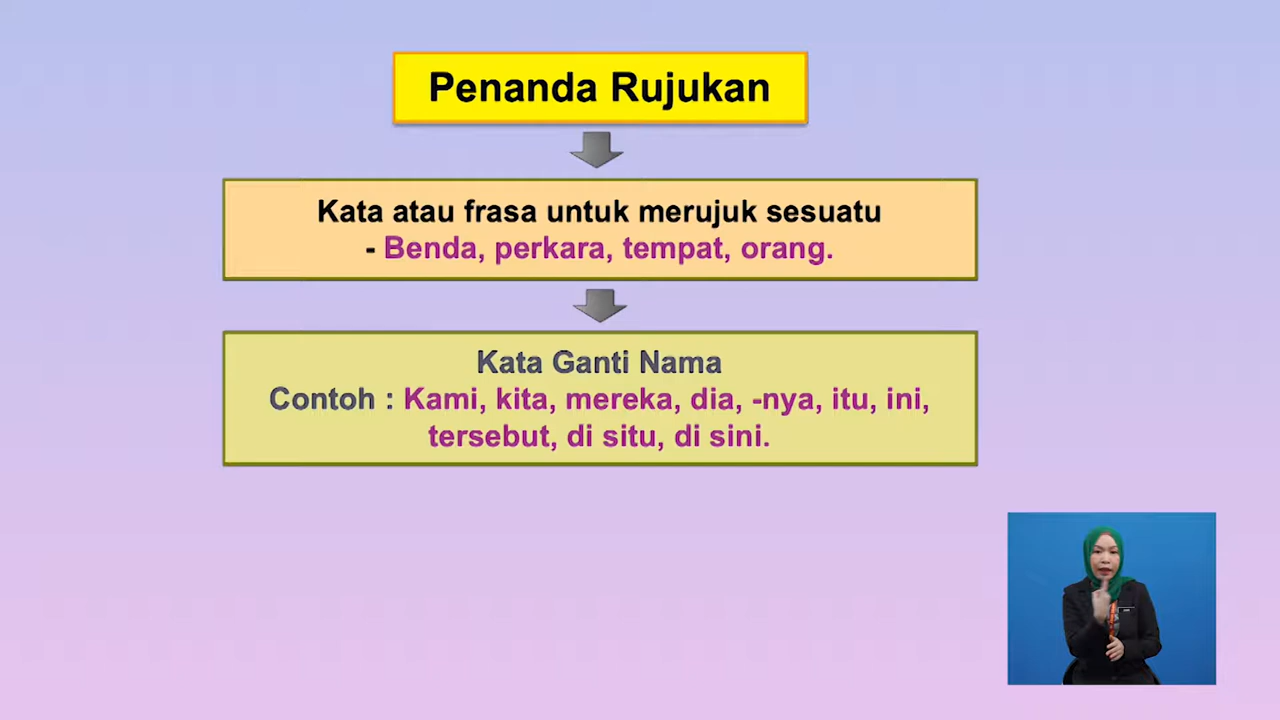 Penanda Rujukan
Kata atau frasa untuk merujuk sesuatu
- Benda, perkara, tempat, orang.
Kata Ganti Nama
Contoh : Kami, kita, mereka, dia, -nya, itu, ini,
tersebut, di situ, di sini.